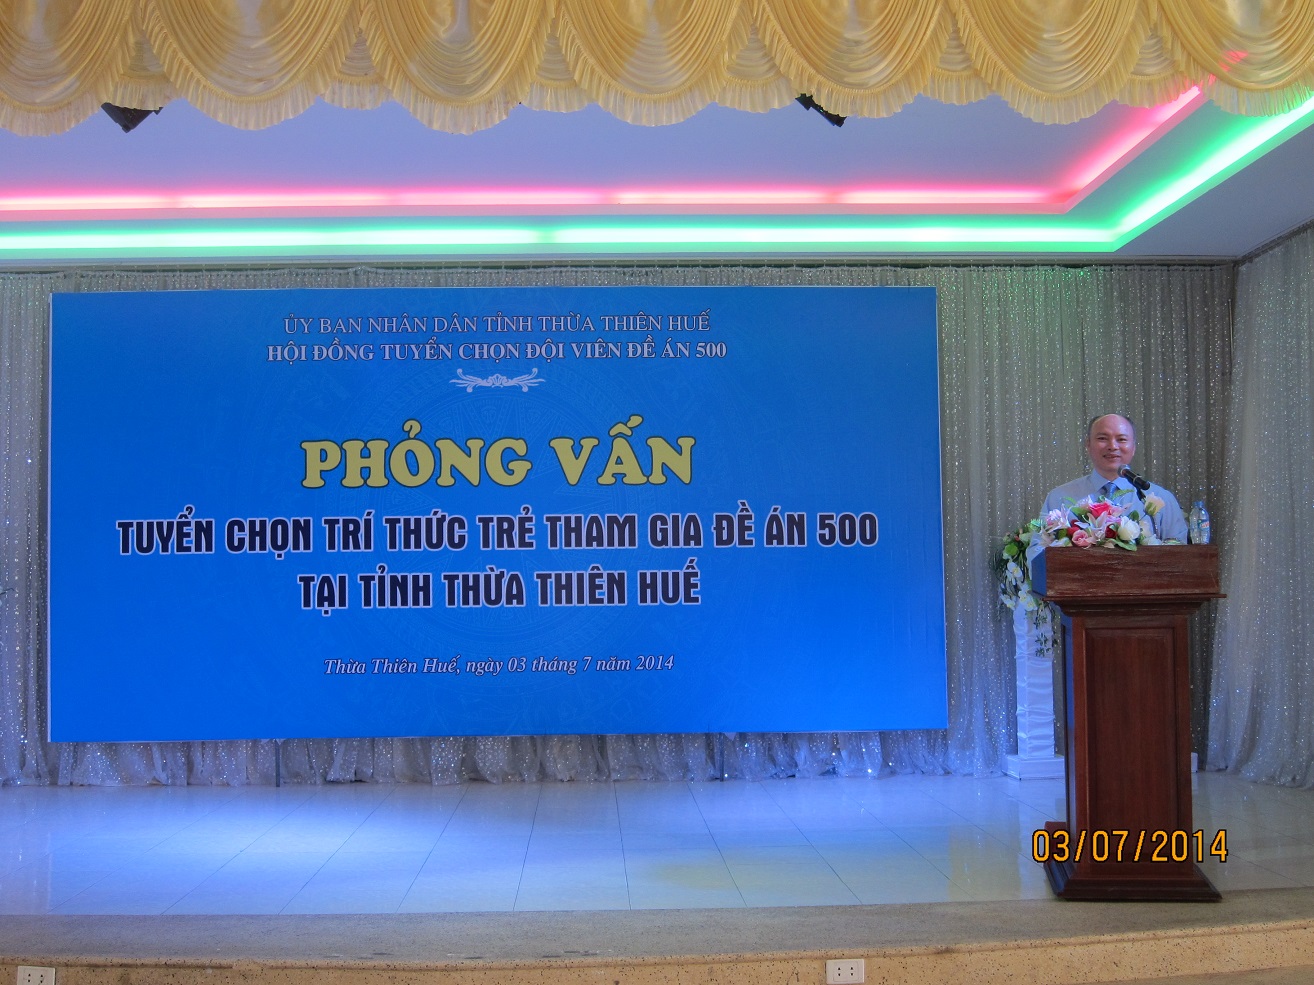 ỦY BAN NHÂN DÂN TỈNH THỪA THIÊN HUẾ
HỘI ĐỒNG TUYỂN CHỌN ĐỘI VIÊN ĐỀ ÁN 500
PHỎNG VẤN
TUYỂN CHỌN TRÍ THỨC TRẺ THAM GIA ĐỀ ÁN 500
TẠI TỈNH THỪA THIÊN HUẾ
Thừa Thiên Huế, ngày 03 tháng 7 năm 2014
03/07/2014